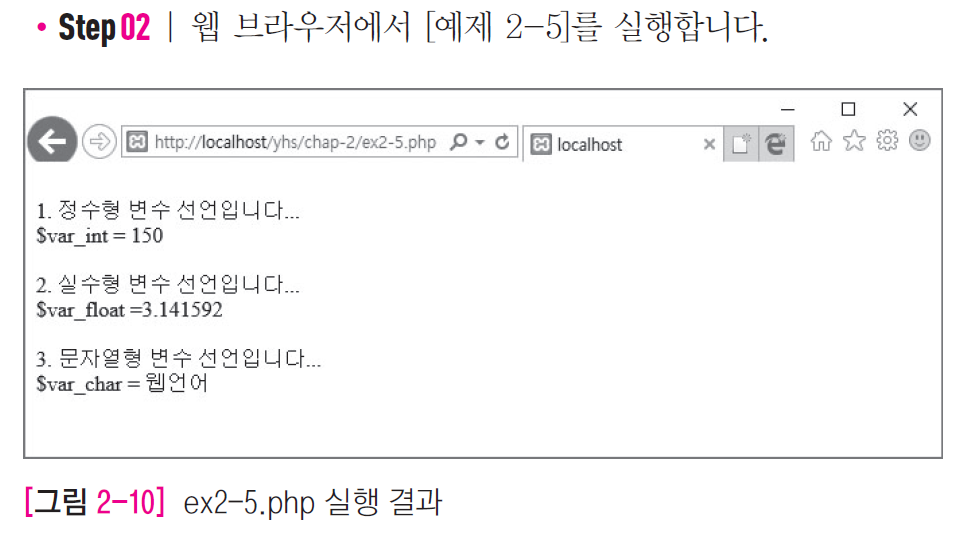 • Step 02 | 웹 브라우저에서 [예제 2-5]를 실행합니다.
http://localhost/yhs/chap-2/ex2-5.php
localhost
1. 정수형 변수 선언입니다...
$var_int = 150
2. 실수형 변수 선언입니다...
$var_float =3.141592
3. 문자열형 변수 선언입니다...
$var_char = 웹언어
[그림 2-10] ex2-5.php 실행 결과